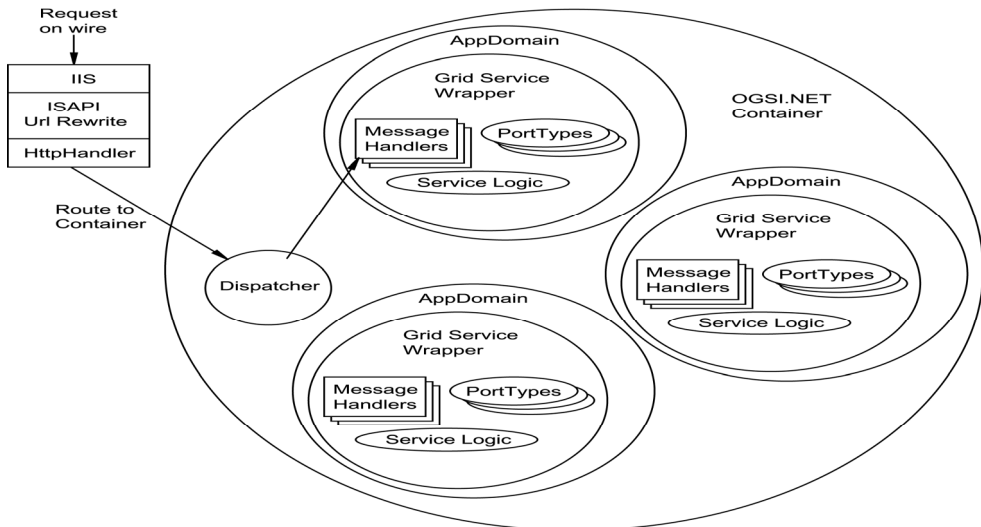 Request
on wire
IIS
ISAPI
Url Rewrite
HttpHandler
Route to
Container
Dispatcher
OGSI.NET
Container
AppDomain
Grid Service
Wrapper
Message
Handlers
PortTypes
Service Logic
AppDomain
Grid Service
Wrapper
Message
Handlers
PortTypes
Service Logic
AppDomain
Grid Service
Wrapper
Message
Handlers
PortTypes
Service Logic